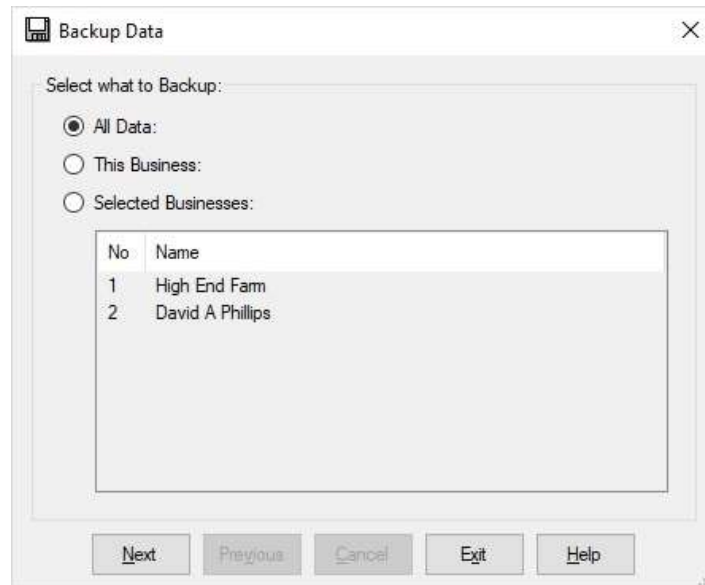 Backup Data
Select what to Backup:
All Data:
This Business:
Selected Businesses:
No Name
1 High End Farm
2 David A Phillips
Next Previous Cancel Exit Help